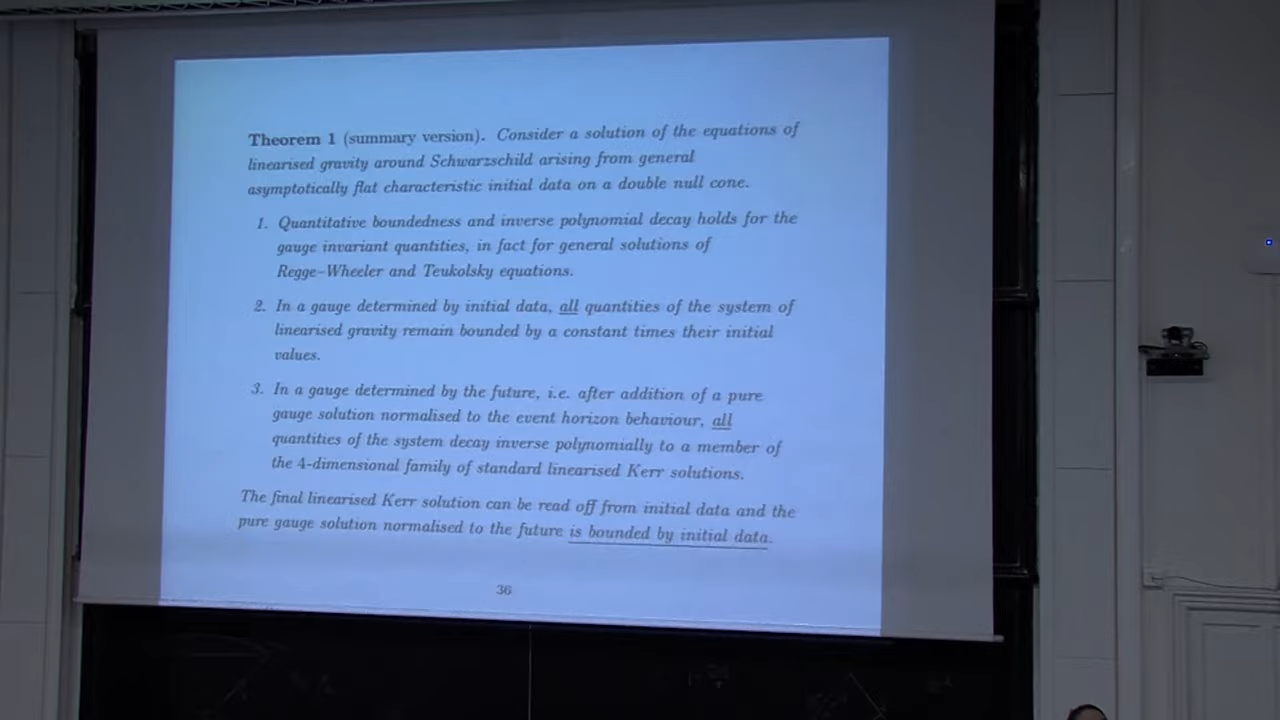 Theorem 1 (summary version). Consider a solution of the equations of
linearised gravity around Schwarzschild arising from general
asymptotically flat characteristic initial data on a double null cone.
1. Quantitative boundedness and inverse polynomial decay holds for the
gauge invariant quantities, in fact for general solutions of
Regge–Wheeler and Teukolsky equations.
2. In a gauge determined by initial data, all quantities of the system of
linearised gravity remain bounded by a constant times their initial
values.
3. In a gauge determined by the future, i.e. after addition of a pure
gauge solution normalised to the event horizon behaviour, all
quantities of the system decay inverse polynomially to a member of
the 4-dimensional family of standard linearised Kerr solutions.
The final linearised Kerr solution can be read off from initial data and the
pure gauge solution normalised to the future is bounded by initial data.
36